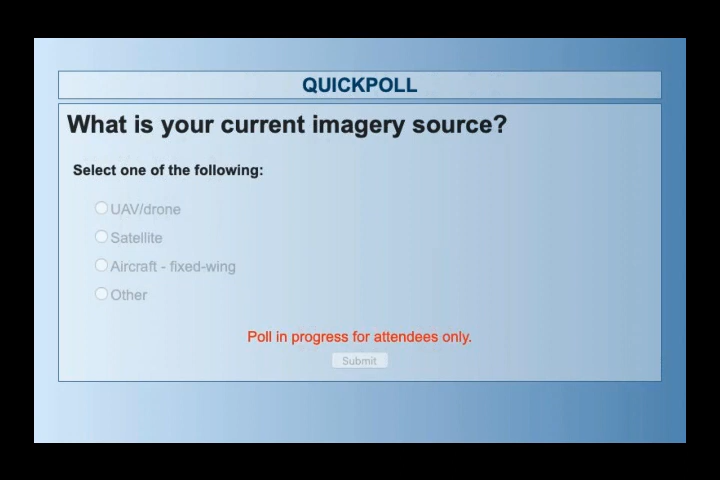 QUICKPOLL
What is your current imagery source?
Select one of the following:
UAV/drone
Satellite
Aircraft - fixed-wing
Other
Poll in progress for attendees only.
Submit